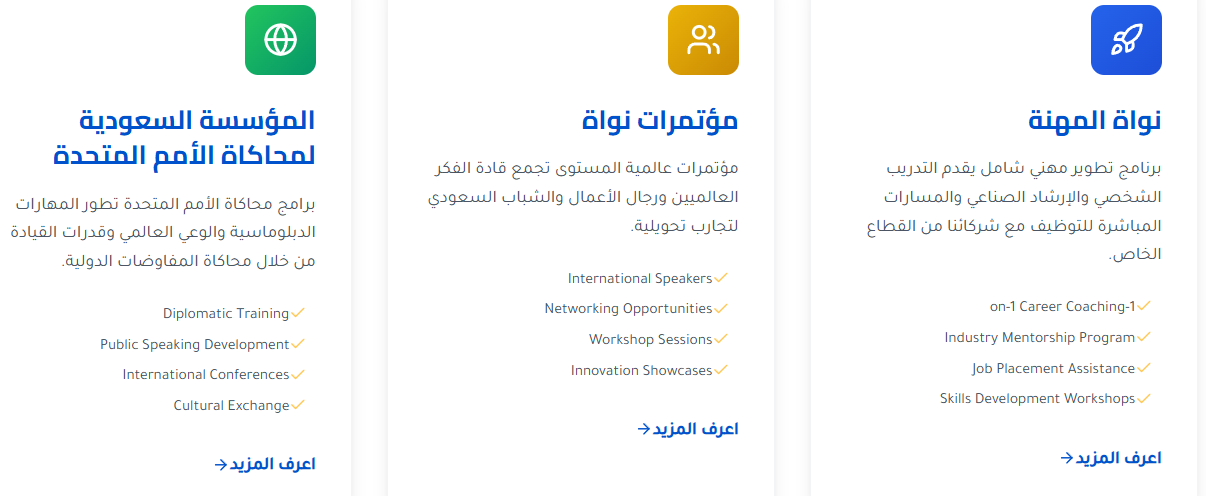 نواة المهنة
برنامج تطوير مهني شامل يقدم التدريب
الشخصي والإرشاد الصناعي والمسارات
المباشرة للتوظيف مع شركائنا من القطاع
الخاص.
on-1 Career Coaching-1
Industry Mentorship Program
Job Placement Assistance
Skills Development Workshops
اعرف المزيد
مؤتمرات نواة
مؤتمرات عالمية المستوى تجمع قادة الفكر
العالميين ورجال الأعمال والشباب السعودي
لتجارب تحويلية.
International Speakers
Networking Opportunities
Workshop Sessions
Innovation Showcases
اعرف المزيد
المؤسسة السعودية
لمحاكاة الأمم المتحدة
برامج محاكاة الأمم المتحدة تطور المهارات
الدبلوماسية والوعي العالمي وقدرات القيادة
من خلال محاكاة المفاوضات الدولية.
Diplomatic Training
Public Speaking Development
International Conferences
Cultural Exchange
اعرف المزيد